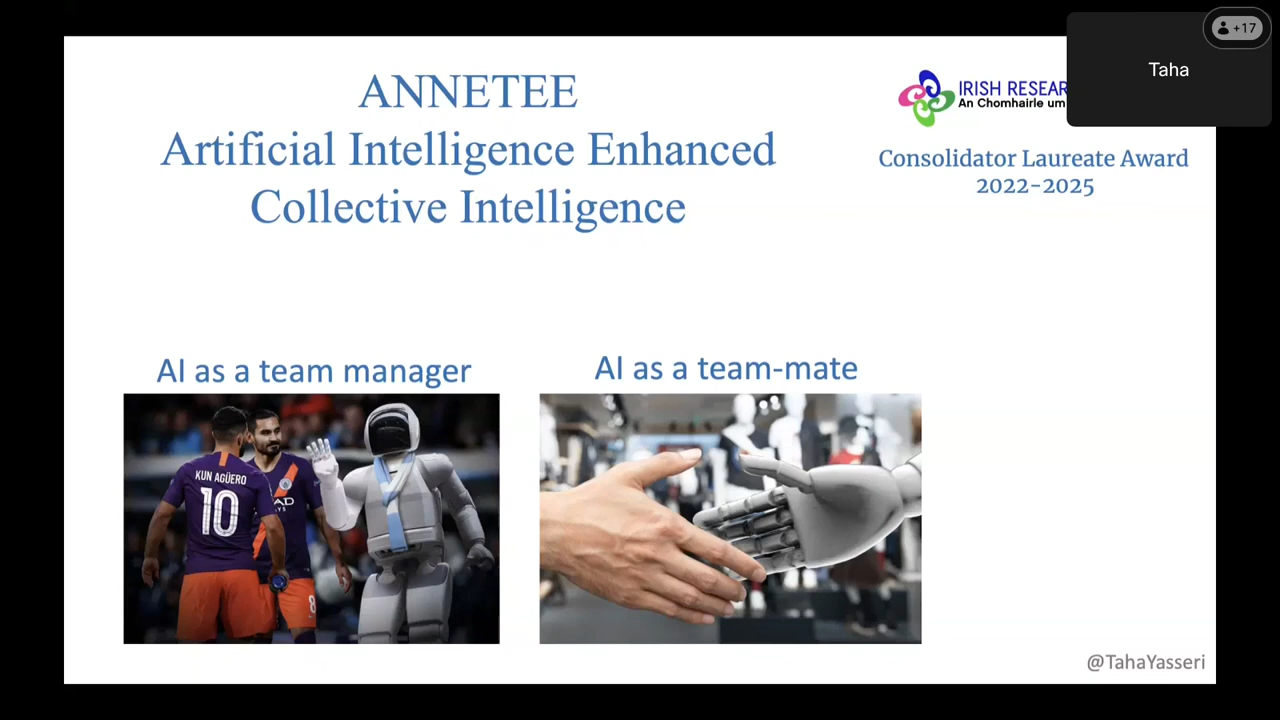 +17
Taha
ANNETEE
Artificial Intelligence Enhanced
Collective Intelligence
IRISH RESEAR
An Chomhairle um
Consolidator Laureate Award
2022-2025
AI as a team manager
AI as a team-mate
KUN AGÜERO
10
8
@TahaYasseri